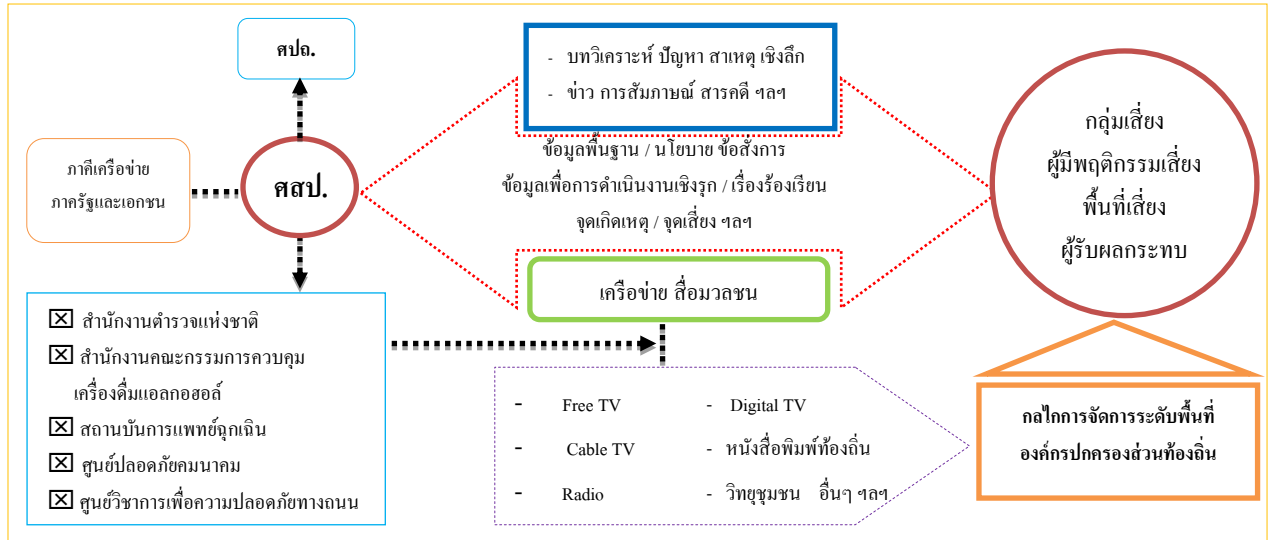 ศปถ.
ภาคีเครือข่าย
ภาครัฐและเอกชน
ศสป.
- บทวิเคราะห์ ปัญหา สาเหตุ เชิงลึก
- ข่าว การสัมภาษณ์ สารคดี ฯลฯ
ข้อมูลพื้นฐาน / นโยบาย ข้อสั่งการ
ข้อมูลเพื่อการดำเนินงานเชิงรุก / เรื่องร้องเรียน
จุดเกิดเหตุ / จุดเสี่ยง ฯลฯ
เครือข่าย สื่อมวลชน
กลุ่มเสี่ยง
ผู้มีพฤติกรรมเสี่ยง
พื้นที่เสี่ยง
ผู้รับผลกระทบ
☒ สำนักงานตำรวจแห่งชาติ
☒ สำนักงานคณะกรรมการควบคุม
เครื่องดื่มแอลกอฮอล์
☒ สถานบันการแพทย์ฉุกเฉิน
☒ ศูนย์ปลอดภัยคมนาคม
☒ ศูนย์วิชาการเพื่อความปลอดภัยทางถนน
- Free TV - Digital TV
- Cable TV - หนังสือพิมพ์ท้องถิ่น
- Radio - วิทยุชุมชน อื่นๆ ฯลฯ
กลไกการจัดการระดับพื้นที่
องค์กรปกครองส่วนท้องถิ่น